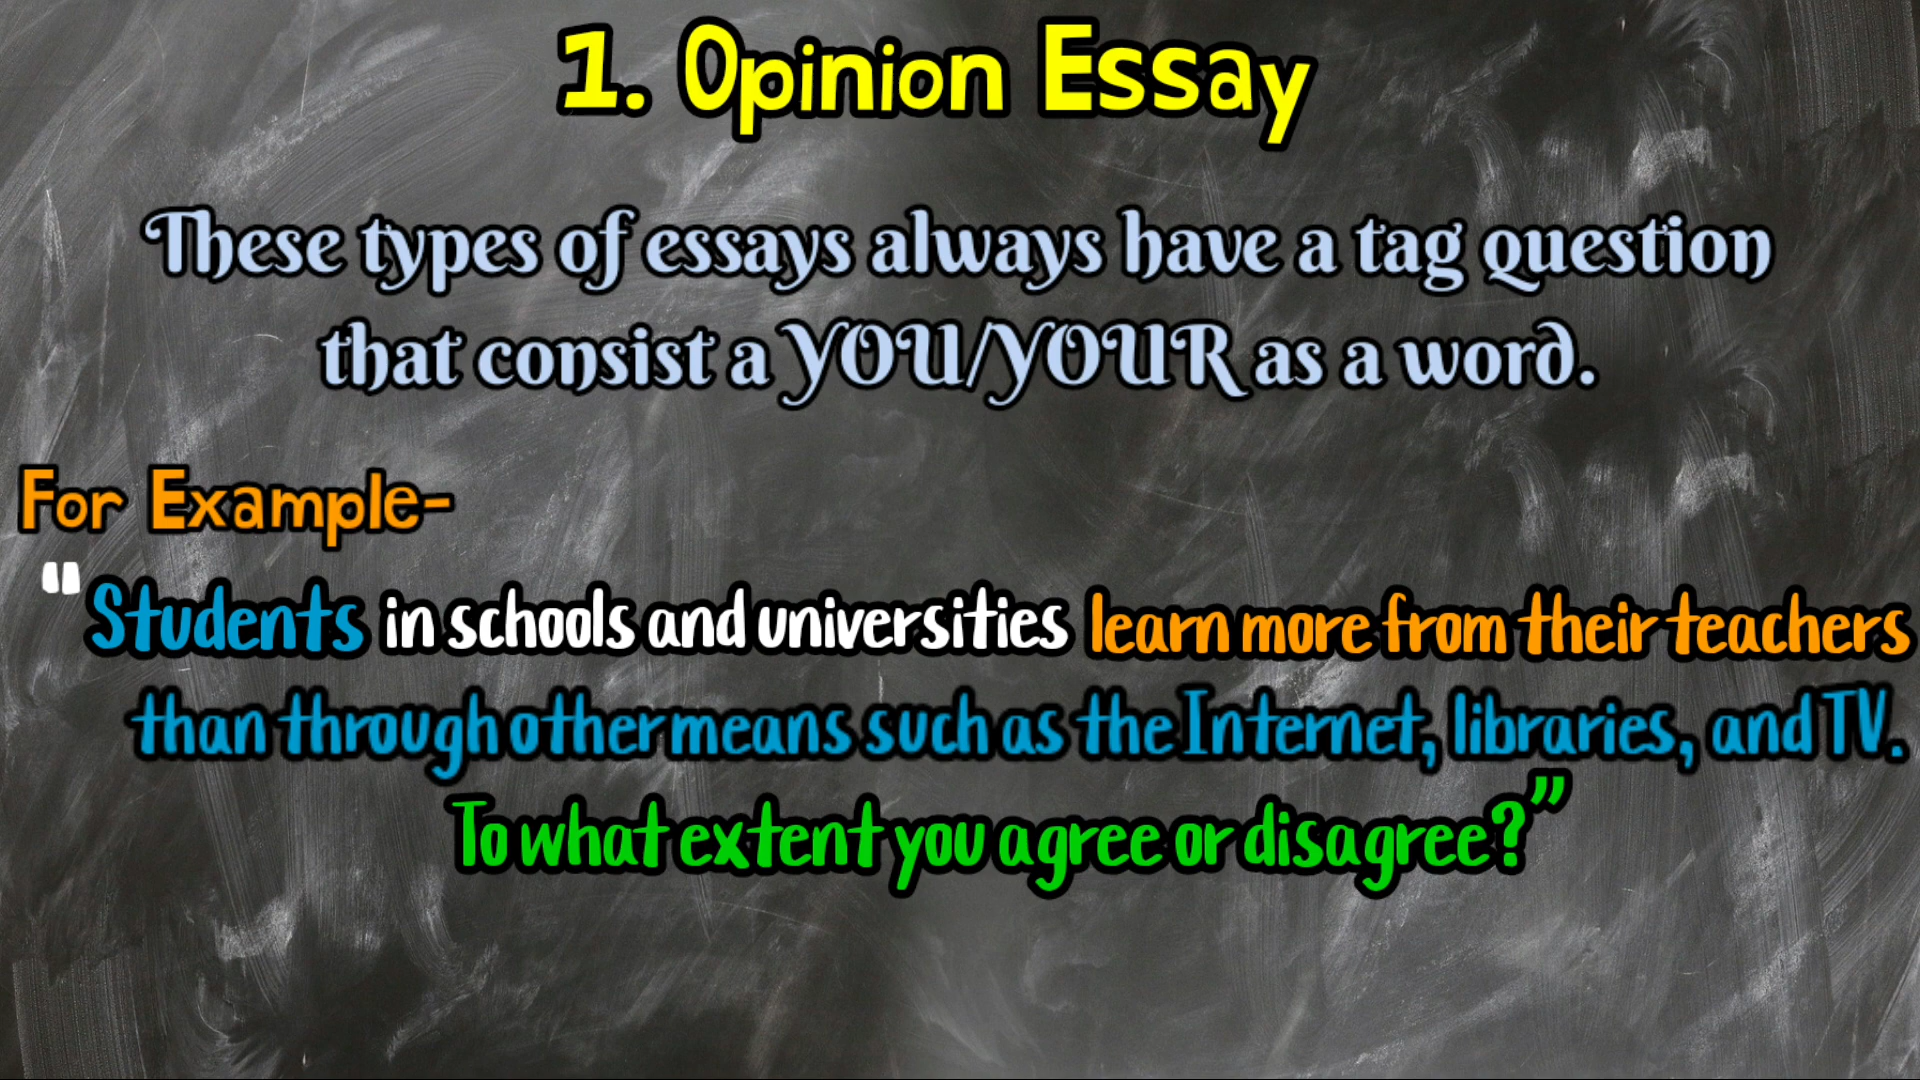 1. Opinion Essay
These types of essays always have a tag question
that consist a YOU/YOUR as a word.
For Example-
"Students in schools and universities learn more from their teachers
than through other means such as the Internet, libraries, and TV.
To what extent you agree or disagree?"